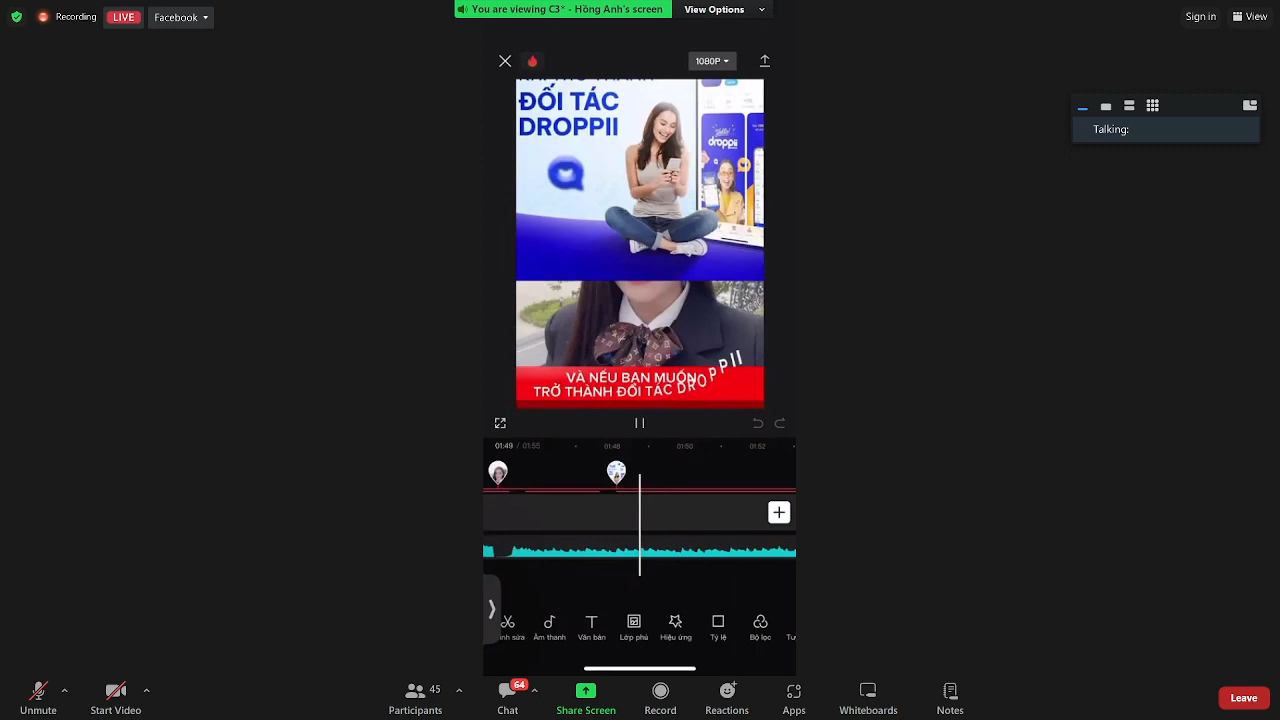 Recording
LIVE
Facebook
You are viewing C3* - Hồng Anh's screen
View Options
Sign in
View
1080P
Talking:
ĐỐI TÁC
DROPPII
Hello!
droppii
VÀ NẾU BẠN MUỐN
TRỞ THÀNH ĐỐI TÁC DROPPII
01:49 / 01:55
01:48
01:50
01:52
Âm thanh
Văn bản
Lớp phủ
Hiệu ứng
Tỷ lệ
Bộ lọc
Unmute
Start Video
45
Participants
64
Chat
Share Screen
Record
Reactions
Apps
Whiteboards
Notes
Leave